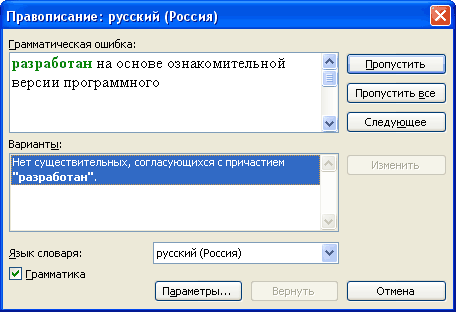 Правописание: русский (Россия)
Грамматическая ошибка:
разработан на основе ознакомительной
версии программного
Пропустить
Пропустить все
Следующее
Варианты:
Нет существительных, согласующихся с причастием
"разработан".
Изменить
Язык словаря:
русский (Россия)
Грамматика
Параметры...
Вернуть
Отмена